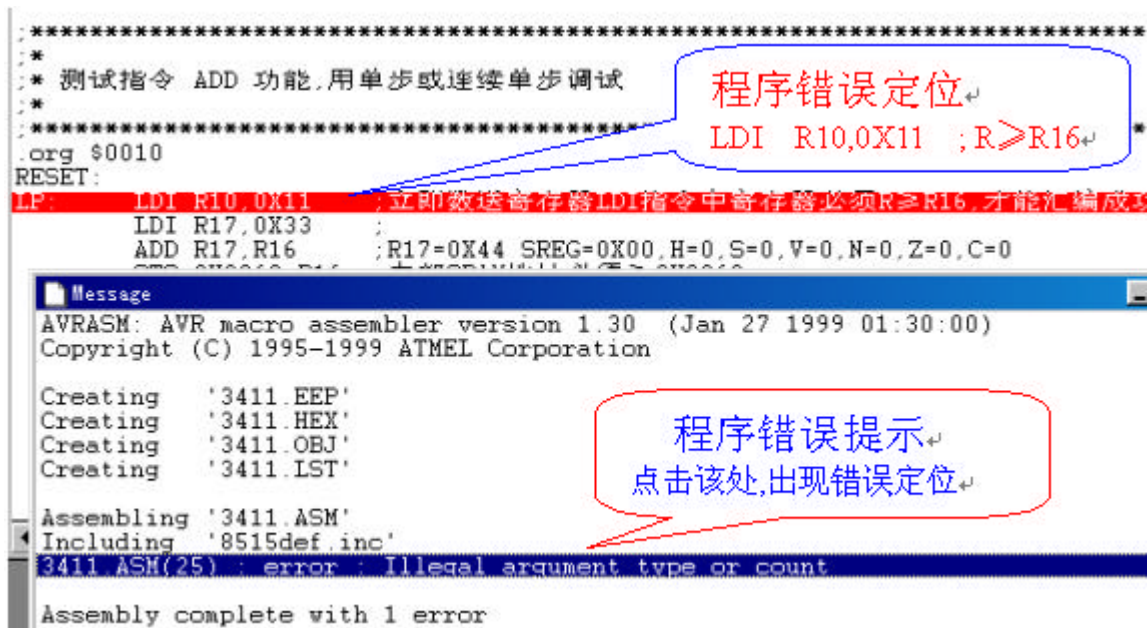 ;*********************************************************************
;*
;* 测试指令 ADD 功能,用单步或连续单步调试
;*
;*********************************************************************
程序错误定位
LDI R10,0X11 ;R≥R16
.org $0010
RESET:
LP: LDI R10,0X11 ;立即数送寄存器LDI指令中寄存器必须R≥R16,才能汇编成
LDI R17,0X33 ;
ADD R17,R16 ;R17=0X44 SREG=0X00,H=0,S=0,V=0,N=0,Z=0,C=0
Message
AVRASM: AVR macro assembler version 1.30 (Jan 27 1999 01:30:00)
Copyright (C) 1995-1999 ATMEL Corporation
Creating '3411.EEP'
Creating '3411.HEX'
Creating '3411.OBJ'
Creating '3411.LST'
程序错误提示
点击该处,出现错误定位
Assembling '3411.ASM'
Including '8515def.inc'
3411.ASM(25) : error : Illegal argument type or count
Assembly complete with 1 error